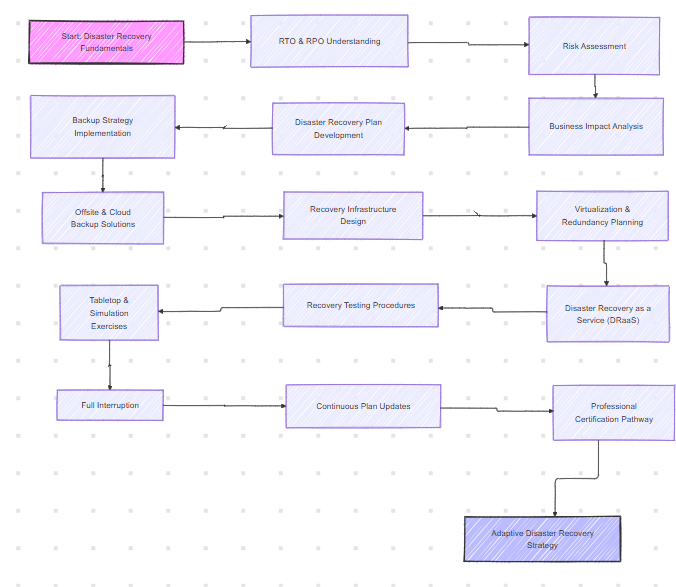 Start: Disaster Recovery
Fundamentals
RTO & RPO Understanding
Risk Assessment
Business Impact Analysis
Disaster Recovery Plan
Development
Backup Strategy
Implementation
Offsite & Cloud
Backup Solutions
Recovery Infrastructure
Design
Virtualization &
Redundancy Planning
Disaster Recovery as a
Service (DRaaS)
Recovery Testing Procedures
Tabletop &
Simulation
Exercises
Full Interruption
Continuous Plan Updates
Professional
Certification Pathway
Adaptive Disaster Recovery
Strategy